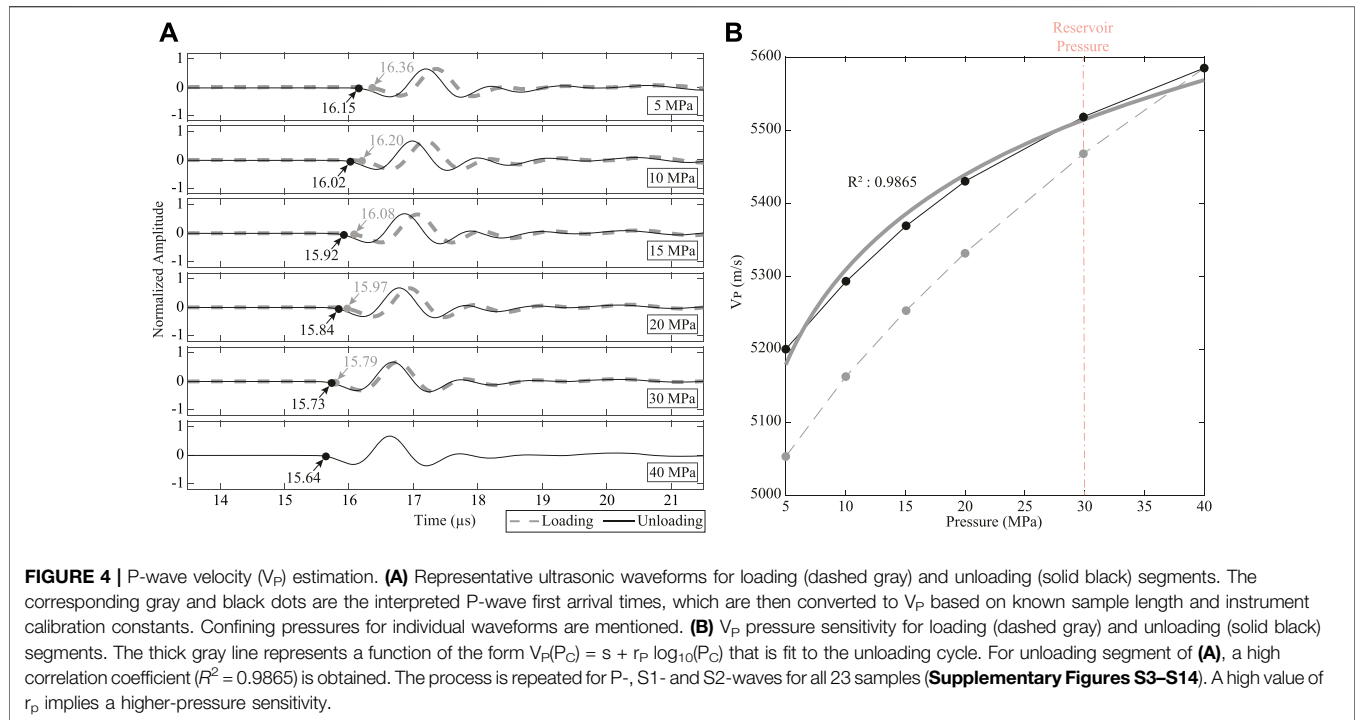 A
Normalized Amplitude
1
0
-1
16.36
16.15
5 MPa
1
0
-1
16.20
16.02
10 MPa
1
0
-1
16.08
15.92
15 MPa
1
0
-1
15.97
15.84
20 MPa
1
0
-1
15.79
15.73
30 MPa
1
0
-1
15.64
40 MPa
14 15 16 17 18 19 20 21
Time (µs)
Loading Unloading
B
Reservoir
Pressure
5600
5500
5400
5300
5200
5100
5000
VP (m/s)
R² : 0.9865
5 10 15 20 25 30 35 40
Pressure (MPa)
FIGURE 4 | P-wave velocity (VP) estimation. (A) Representative ultrasonic waveforms for loading (dashed gray) and unloading (solid black) segments. The
corresponding gray and black dots are the interpreted P-wave first arrival times, which are then converted to VP based on known sample length and instrument
calibration constants. Confining pressures for individual waveforms are mentioned. (B) VP pressure sensitivity for loading (dashed gray) and unloading (solid black)
segments. The thick gray line represents a function of the form VP(PC) = s + rP log10(PC) that is fit to the unloading cycle. For unloading segment of (A), a high
correlation coefficient (R² = 0.9865) is obtained. The process is repeated for P-, S1- and S2-waves for all 23 samples (Supplementary Figures S3–S14). A high value of
rp implies a higher-pressure sensitivity.